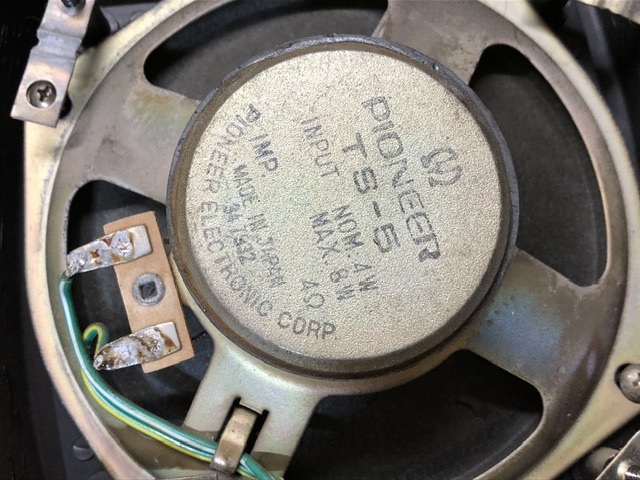 PIONEER
TS-5
INPUT NOM. 4W
MAX. 8W
IMP. 4Ω
MADE IN JAPAN
PIONEER ELECTRONIC CORP.